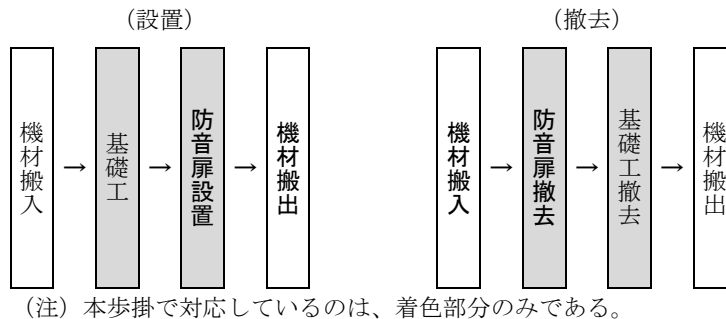 （設置）
機材搬入 → 基礎工 → 防音扉設置 → 機材搬出
（撤去）
機材搬入 → 防音扉撤去 → 基礎工撤去 → 機材搬出
（注）本歩掛で対応しているのは、着色部分のみである。